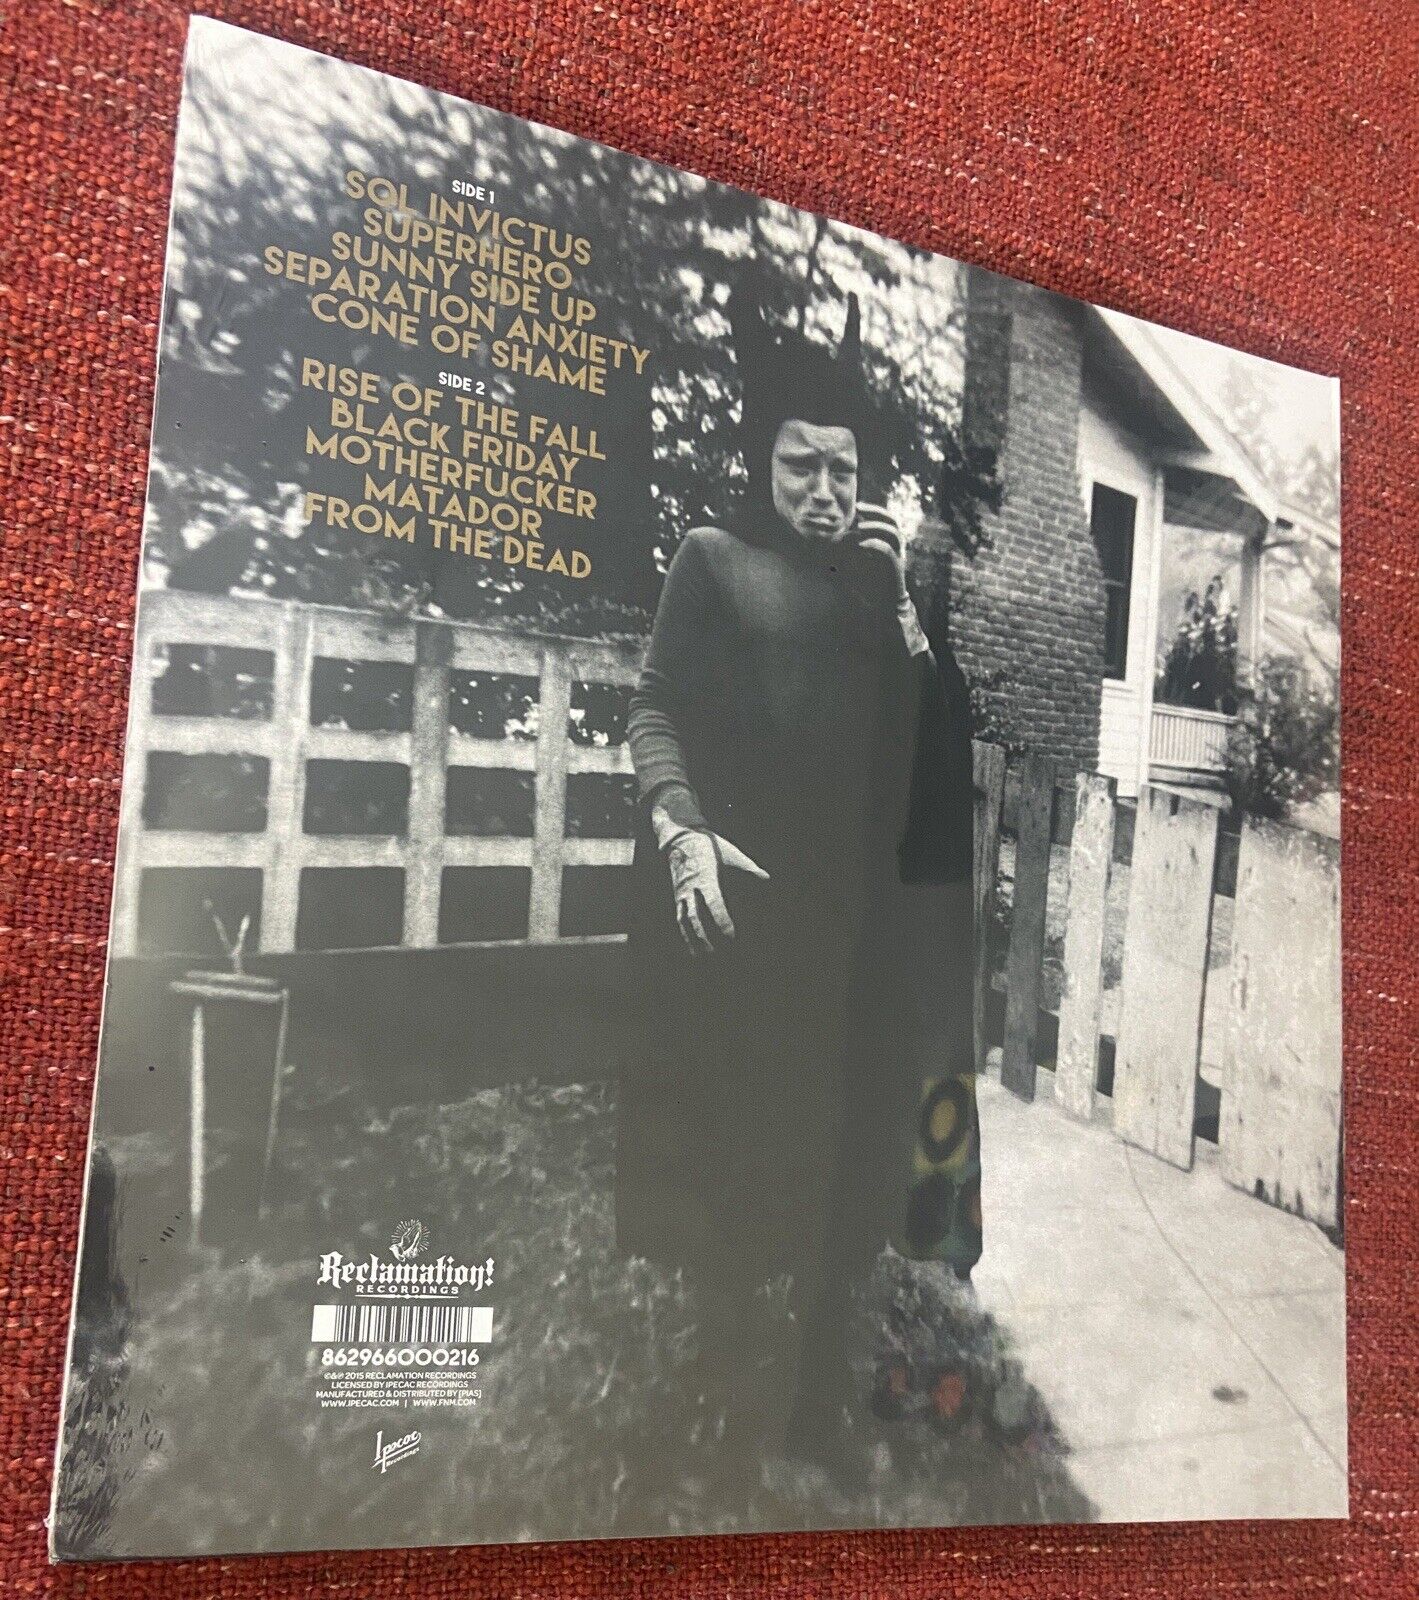 SIDE 1
SOL INVICTUS
SUPERHERO
SUNNY SIDE UP
SEPARATION ANXIETY
CONE OF SHAME
SIDE 2
RISE OF THE FALL
BLACK FRIDAY
MOTHERFUCKER
MATADOR
FROM THE DEAD
Reclamation!
RECORDINGS
862966000216
©&℗ 2015 RECLAMATION RECORDINGS
LICENSED BY IPECAC RECORDINGS
MANUFACTURED & DISTRIBUTED BY [PIAS]
WWW.IPECAC.COM | WWW.FNM.COM
Ipecac
Recordings